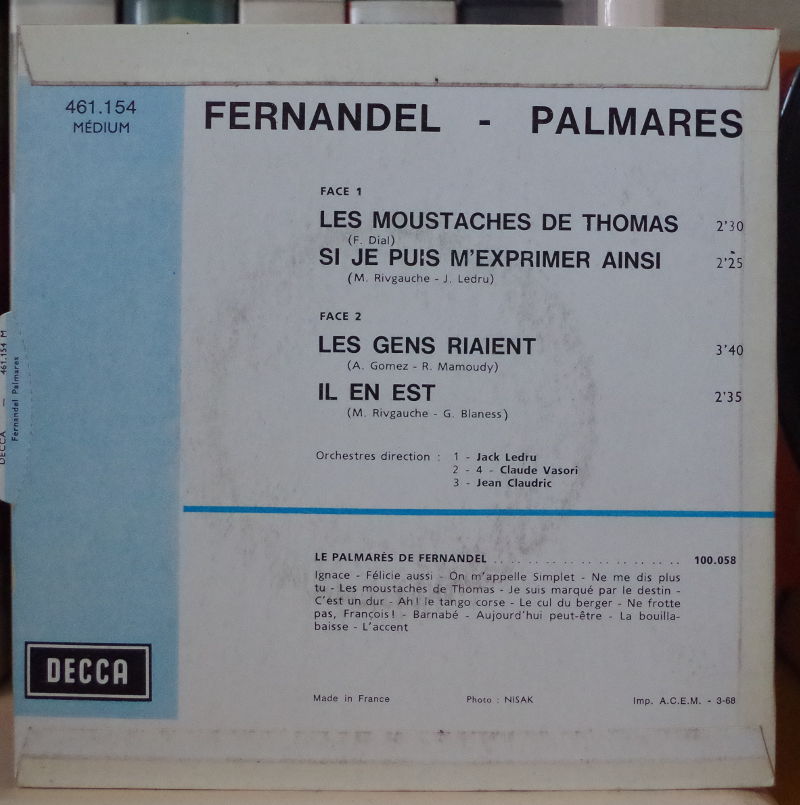 461.154
MÉDIUM
FERNANDEL - PALMARES
FACE 1
LES MOUSTACHES DE THOMAS 2'30
(F. Dial)
SI JE PUIS M'EXPRIMER AINSI 2'25
(M. Rivgauche - J. Ledru)
FACE 2
LES GENS RIAIENT 3'40
(A. Gomez - R. Mamoudy)
IL EN EST 2'35
(M. Rivgauche - G. Blaness)
Orchestres direction : 1 - Jack Ledru
2 - 4 - Claude Vasori
3 - Jean Claudric
LE PALMARÈS DE FERNANDEL . . . . . . . . . . . . . . . . . 100.058
Ignace - Félicie aussi - On m'appelle Simplet - Ne me dis plus
tu - Les moustaches de Thomas - Je suis marqué par le destin -
C'est un dur - Ah! le tango corse - Le cul du berger - Ne frotte
pas, François! - Barnabé - Aujourd'hui peut-être - La bouilla-
baisse - L'accent
DECCA
Made in France Photo : NISAK Imp. A.C.E.M. - 3-68
DECCA — 461.154 M
Fernandel Palmares